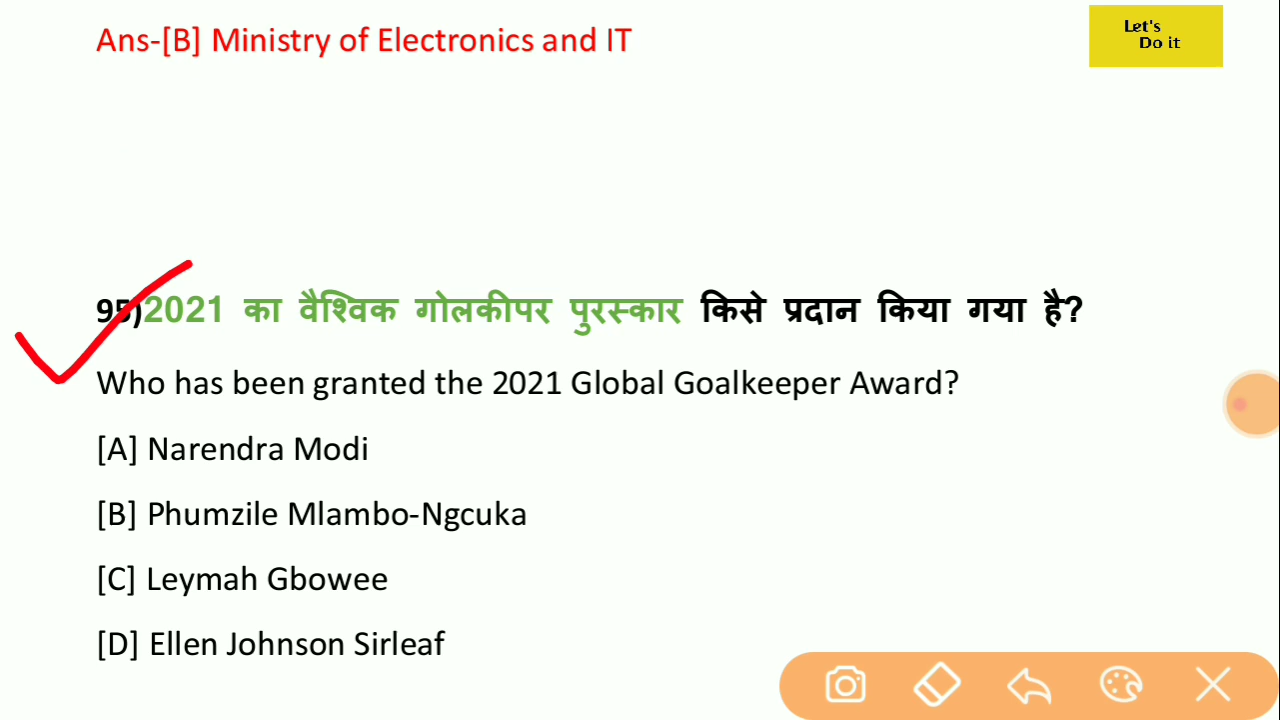 Ans-[B] Ministry of Electronics and IT
Let's
Do it
95)2021 का वैश्विक गोलकीपर पुरस्कार किसे प्रदान किया गया है?
Who has been granted the 2021 Global Goalkeeper Award?
[A] Narendra Modi
[B] Phumzile Mlambo-Ngcuka
[C] Leymah Gbowee
[D] Ellen Johnson Sirleaf